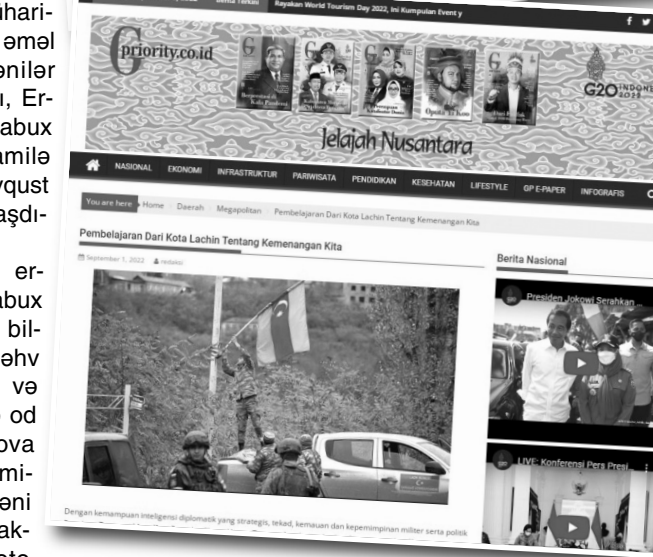 ühari-
əməl
ənilər
ı, Er-
abux
amilə
vqust
aşdı-
er-
abux
bil-
əhv
və
od
ova
mi-
əni
ak-
Rayakan World Tourism Day 2022, Ini Kumpulan Event y
Gpriority.co.id
G20 INDONESIA
Jelajah Nusantara
NASIONAL EKONOMI INFRASTRUKTUR PARIWISATA PENDIDIKAN KESEHATAN LIFESTYLE GP E-PAPER INFOGRAFIS
You are here Home Daerah Megapolitan Pembelajaran Dari Kota Lachin Tentang Kemenangan Kita
Pembelajaran Dari Kota Lachin Tentang Kemenangan Kita
September 1, 2022 redaksi
Dengan kemampuan inteligensi diplomatik yang strategis, tekad, kemauan dan kepemimpinan militer serta politik
Berita Nasional
Presiden Jokowi Serahkan ...
LIVE: Konferensi Pers Presi...